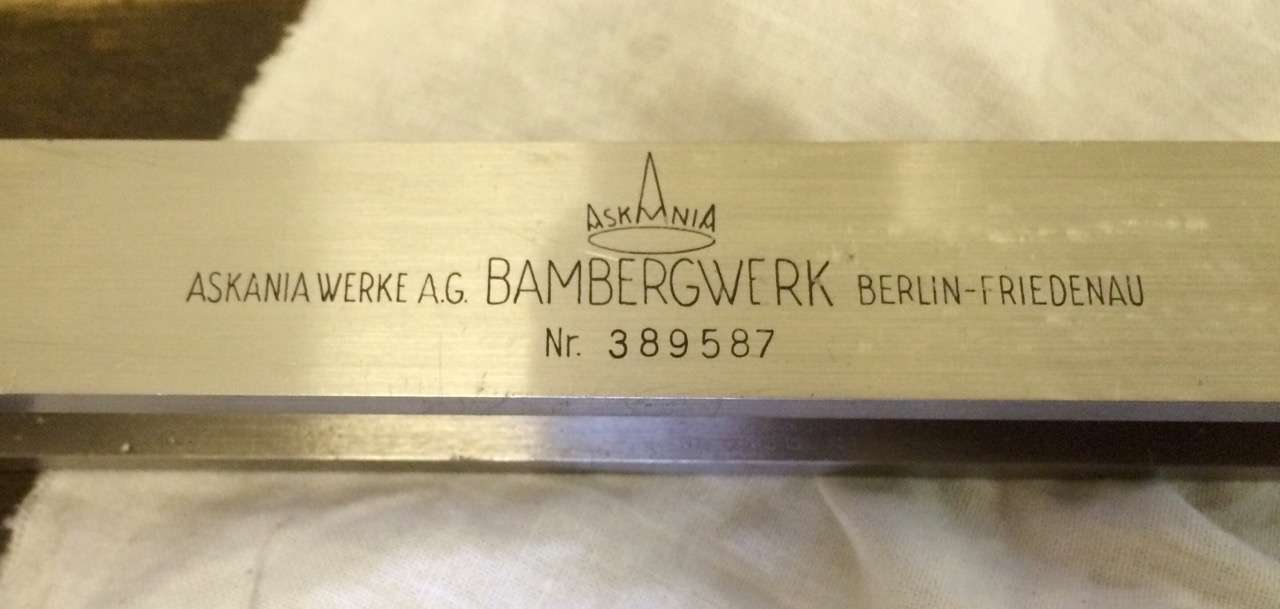 ASKANIA
ASKANIA WERKE A.G. BAMBERGWERK BERLIN-FRIEDENAU
Nr. 389587